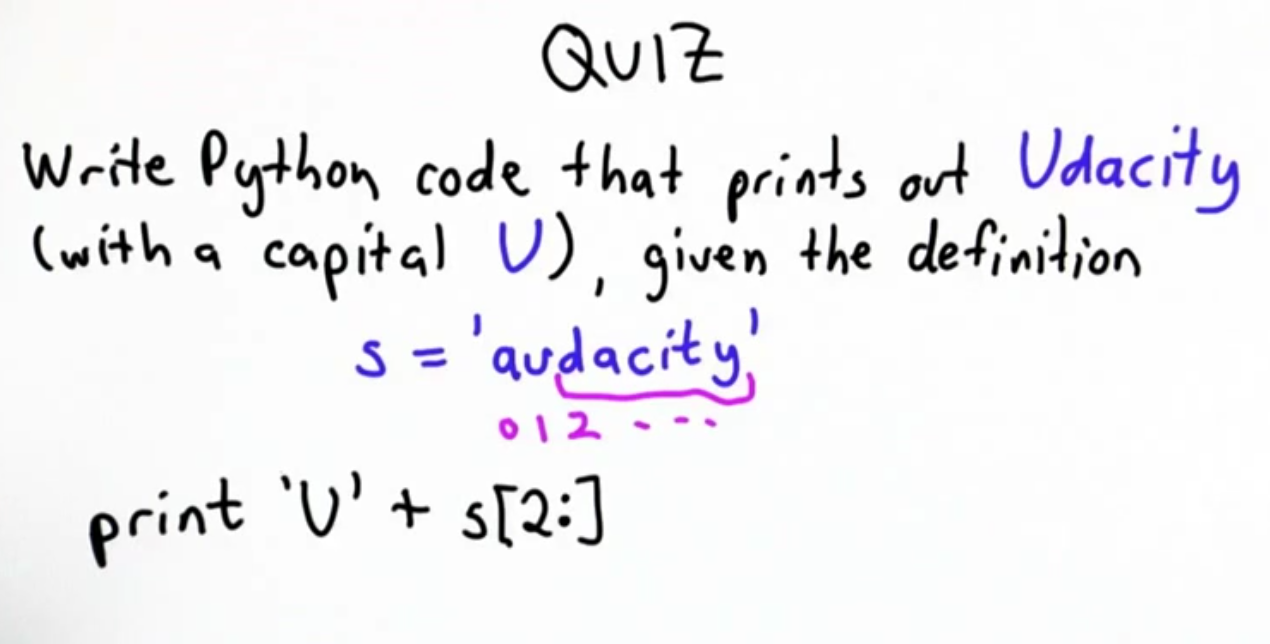 QUIZ
Write Python code that prints out Udacity
(with a capital U), given the definition
s = 'audacity'
0 1 2 - - -
print 'U' + s[2:]